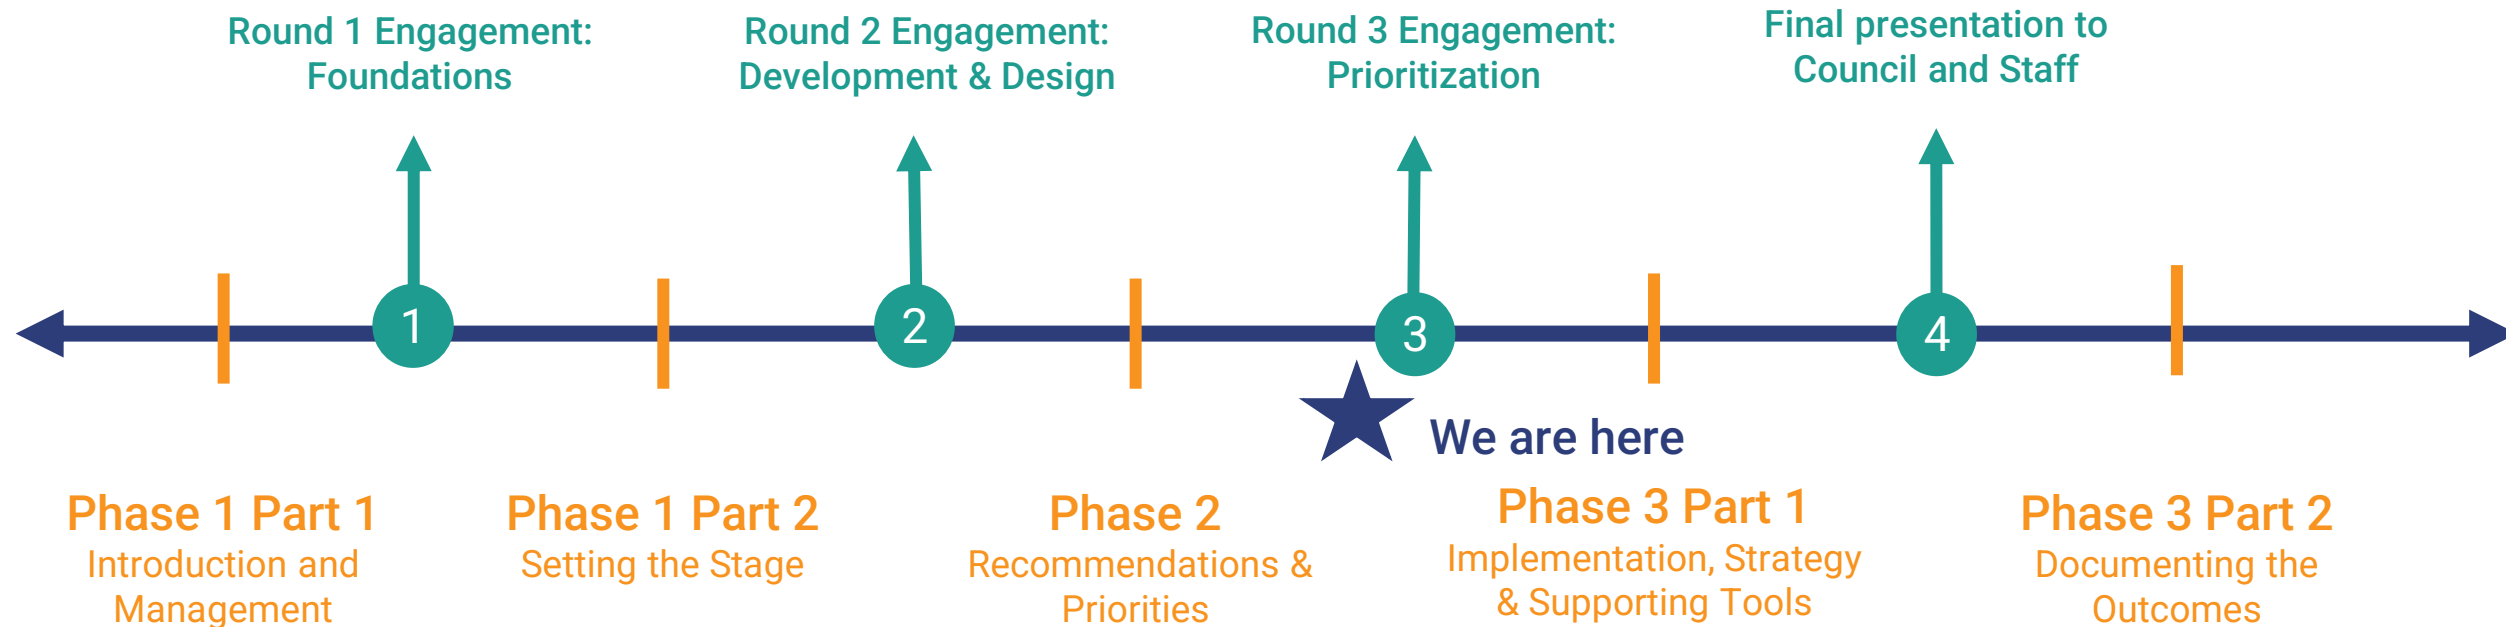 Round 1 Engagement:
Foundations
Round 2 Engagement:
Development & Design
Round 3 Engagement:
Prioritization
Final presentation to
Council and Staff
1
2
3
4
We are here
Phase 1 Part 1
Introduction and
Management
Phase 1 Part 2
Setting the Stage
Phase 2
Recommendations &
Priorities
Phase 3 Part 1
Implementation, Strategy
& Supporting Tools
Phase 3 Part 2
Documenting the
Outcomes